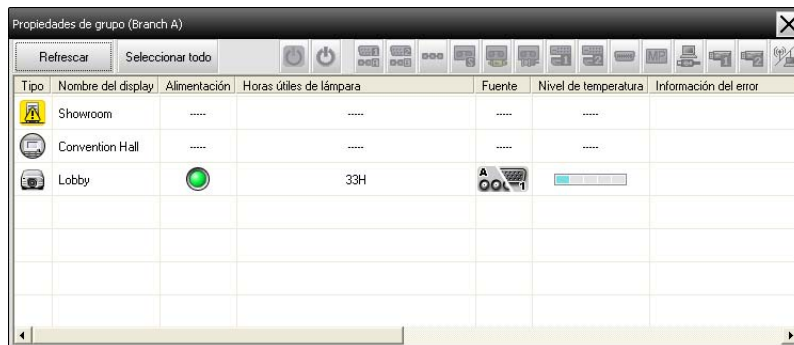 Propiedades de grupo (Branch A)
Refrescar Seleccionar todo
Tipo Nombre del display Alimentación Horas útiles de lámpara Fuente Nivel de temperatura Información del error
Showroom ----- ----- ----- -----
Convention Hall ----- ----- ----- -----
Lobby 33H A 1